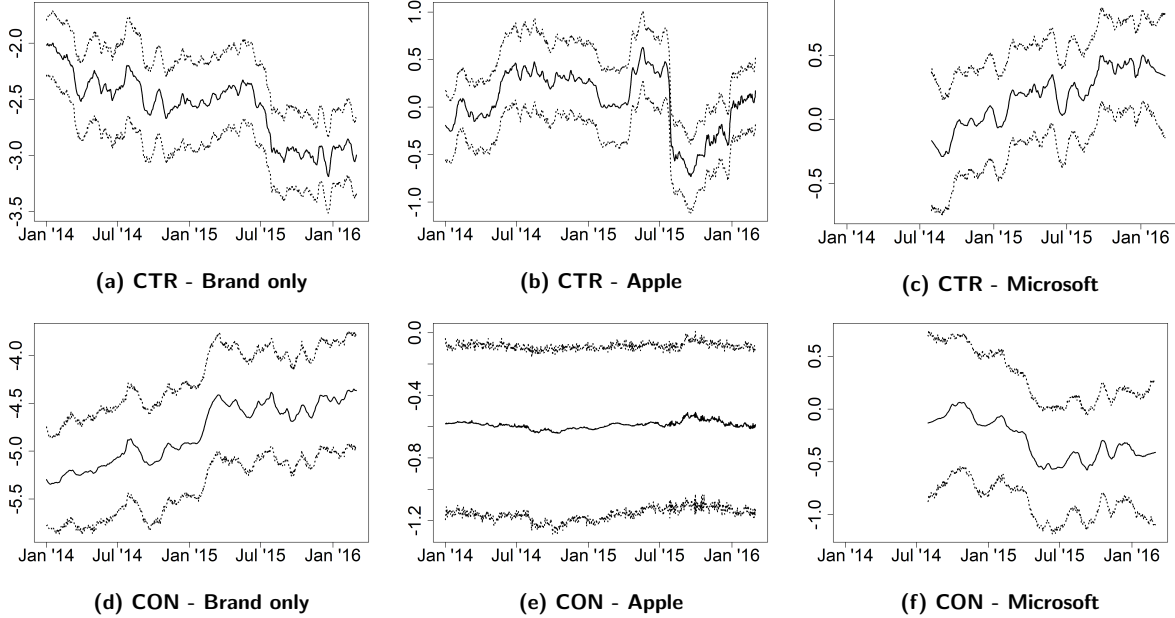 -2.0
-2.5
-3.0
-3.5
Jan '14 Jul '14 Jan '15 Jul '15 Jan '16
(a) CTR - Brand only
1.0
0.5
0.0
-0.5
-1.0
Jan '14 Jul '14 Jan '15 Jul '15 Jan '16
(b) CTR - Apple
0.5
0.0
-0.5
Jan '14 Jul '14 Jan '15 Jul '15 Jan '16
(c) CTR - Microsoft
-4.0
-4.5
-5.0
-5.5
Jan '14 Jul '14 Jan '15 Jul '15 Jan '16
(d) CON - Brand only
0.0
-0.4
-0.8
-1.2
Jan '14 Jul '14 Jan '15 Jul '15 Jan '16
(e) CON - Apple
0.5
0.0
-0.5
-1.0
Jan '14 Jul '14 Jan '15 Jul '15 Jan '16
(f) CON - Microsoft